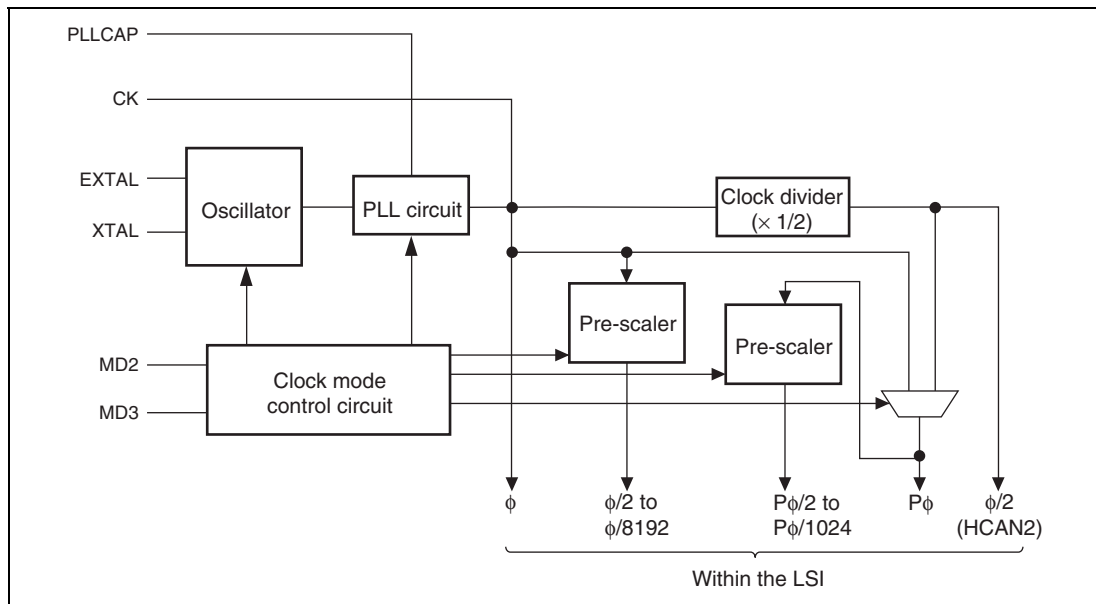 PLLCAP
CK
EXTAL
XTAL
Oscillator
PLL circuit
Clock divider
(× 1/2)
Pre-scaler
Pre-scaler
MD2
MD3
Clock mode
control circuit
ϕ
ϕ/2 to
ϕ/8192
Pϕ/2 to
Pϕ/1024
Pϕ
ϕ/2
(HCAN2)
Within the LSI